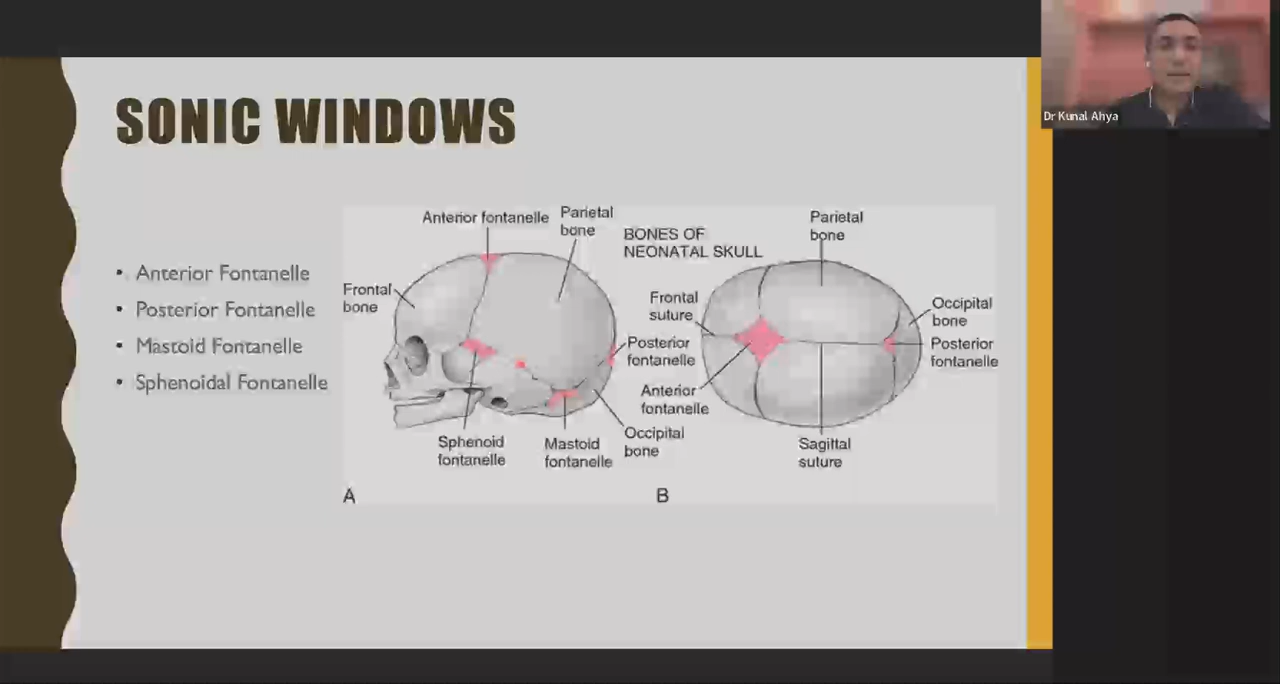 SONIC WINDOWS
• Anterior Fontanelle
• Posterior Fontanelle
• Mastoid Fontanelle
• Sphenoidal Fontanelle
Anterior fontanelle
Parietal
bone
Frontal
bone
Sphenoid
fontanelle
Mastoid
fontanelle
Occipital
bone
Posterior
fontanelle
A
BONES OF
NEONATAL SKULL
Parietal
bone
Frontal
suture
Anterior
fontanelle
Occipital
bone
Posterior
fontanelle
Sagittal
suture
B
Dr Kunal Ahya